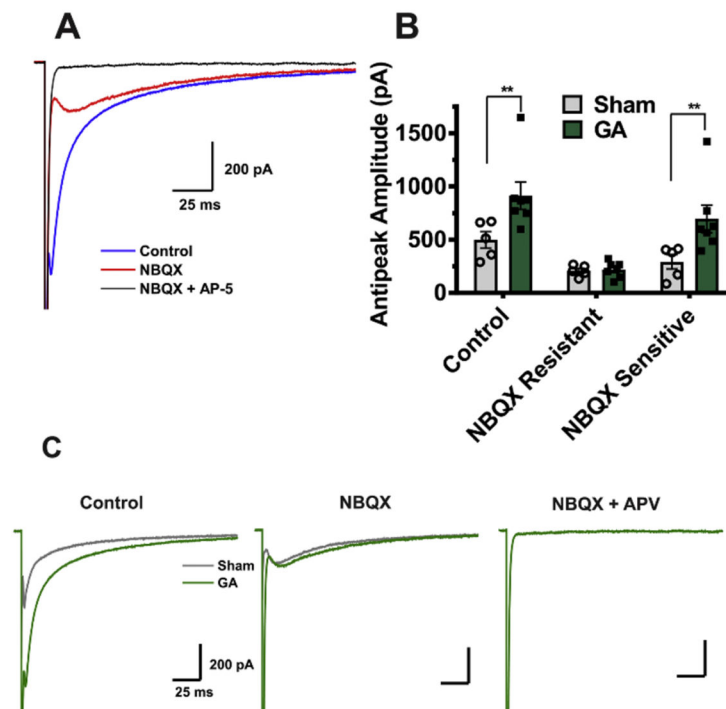 A
200 pA
25 ms
Control
NBQX
NBQX + AP-5
B
Antipeak Amplitude (pA)
1500
1000
500
0
**
**
Sham
GA
Control
NBQX Resistant
NBQX Sensitive
C
Control
NBQX
NBQX + APV
Sham
GA
200 pA
25 ms